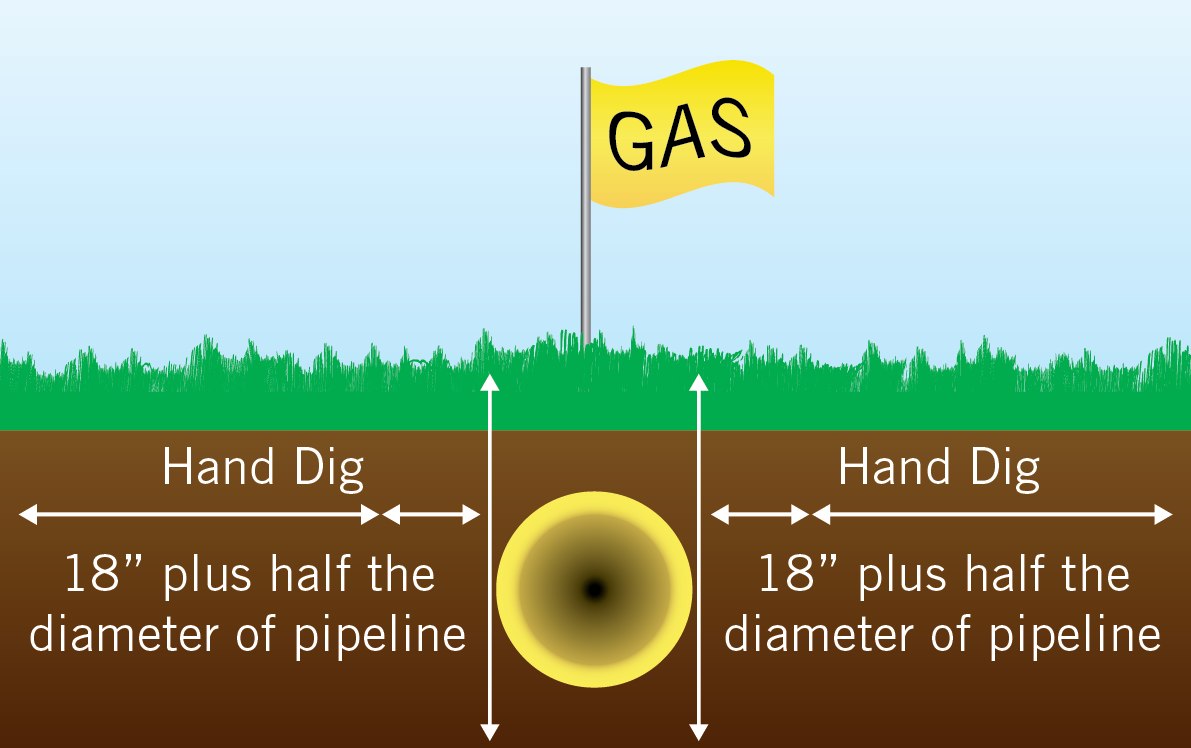 GAS
Hand Dig
18” plus half the
diameter of pipeline
Hand Dig
18” plus half the
diameter of pipeline